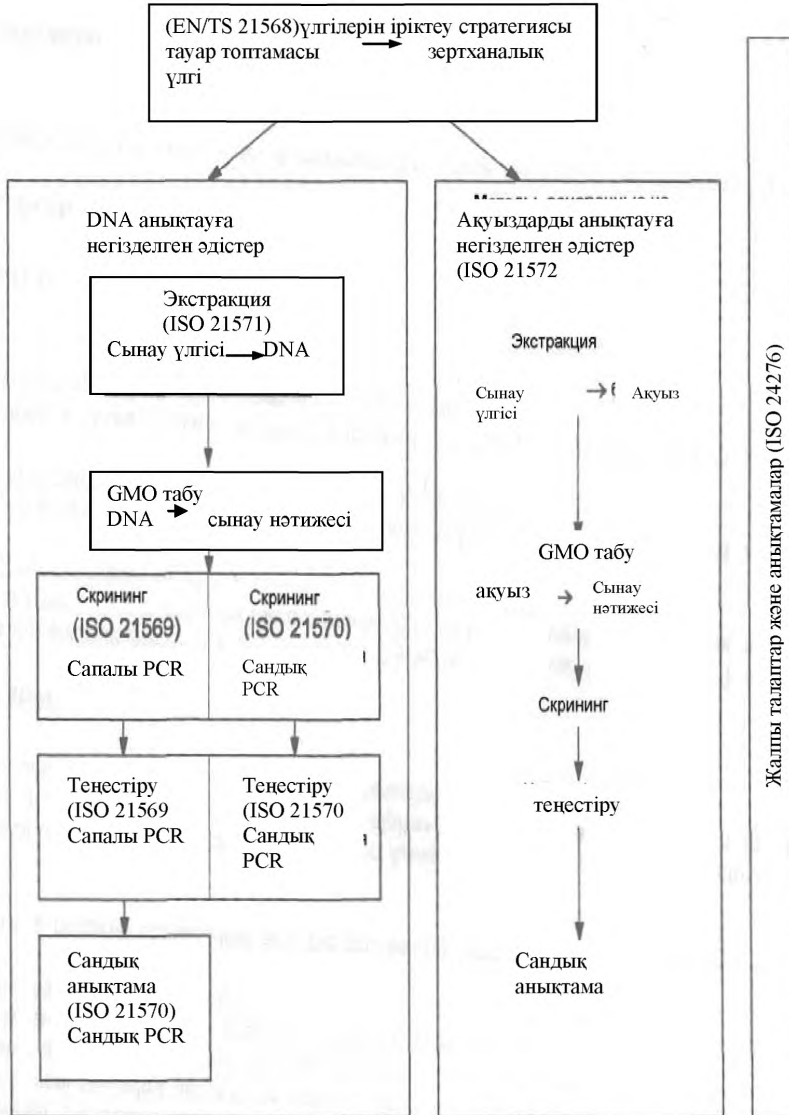 (EN/TS 21568)үлгілерін іріктеу стратегиясы
тауар топтамасы → зертханалық
үлгі
DNA анықтауға
негізделген әдістер
Экстракция
(ISO 21571)
Сынау үлгісі → DNA
GMO табу
DNA → сынау нәтижесі
Скрининг
(ISO 21569)
Сапалы PCR
Скрининг
(ISO 21570)
Сандық
PCR
Теңестіру
(ISO 21569
Сапалы PCR
Теңестіру
(ISO 21570
Сандық
PCR
Сандық
анықтама
(ISO 21570)
Сандық PCR
Ақуыздарды анықтауға
негізделген әдістер
(ISO 21572
Экстракция
Сынау → Ақуыз
үлгісі
GMO табу
ақуыз → Сынау
нәтижесі
Скрининг
теңестіру
Сандық
анықтама
Жалпы талаптар және анықтамалар (ISO 24276)